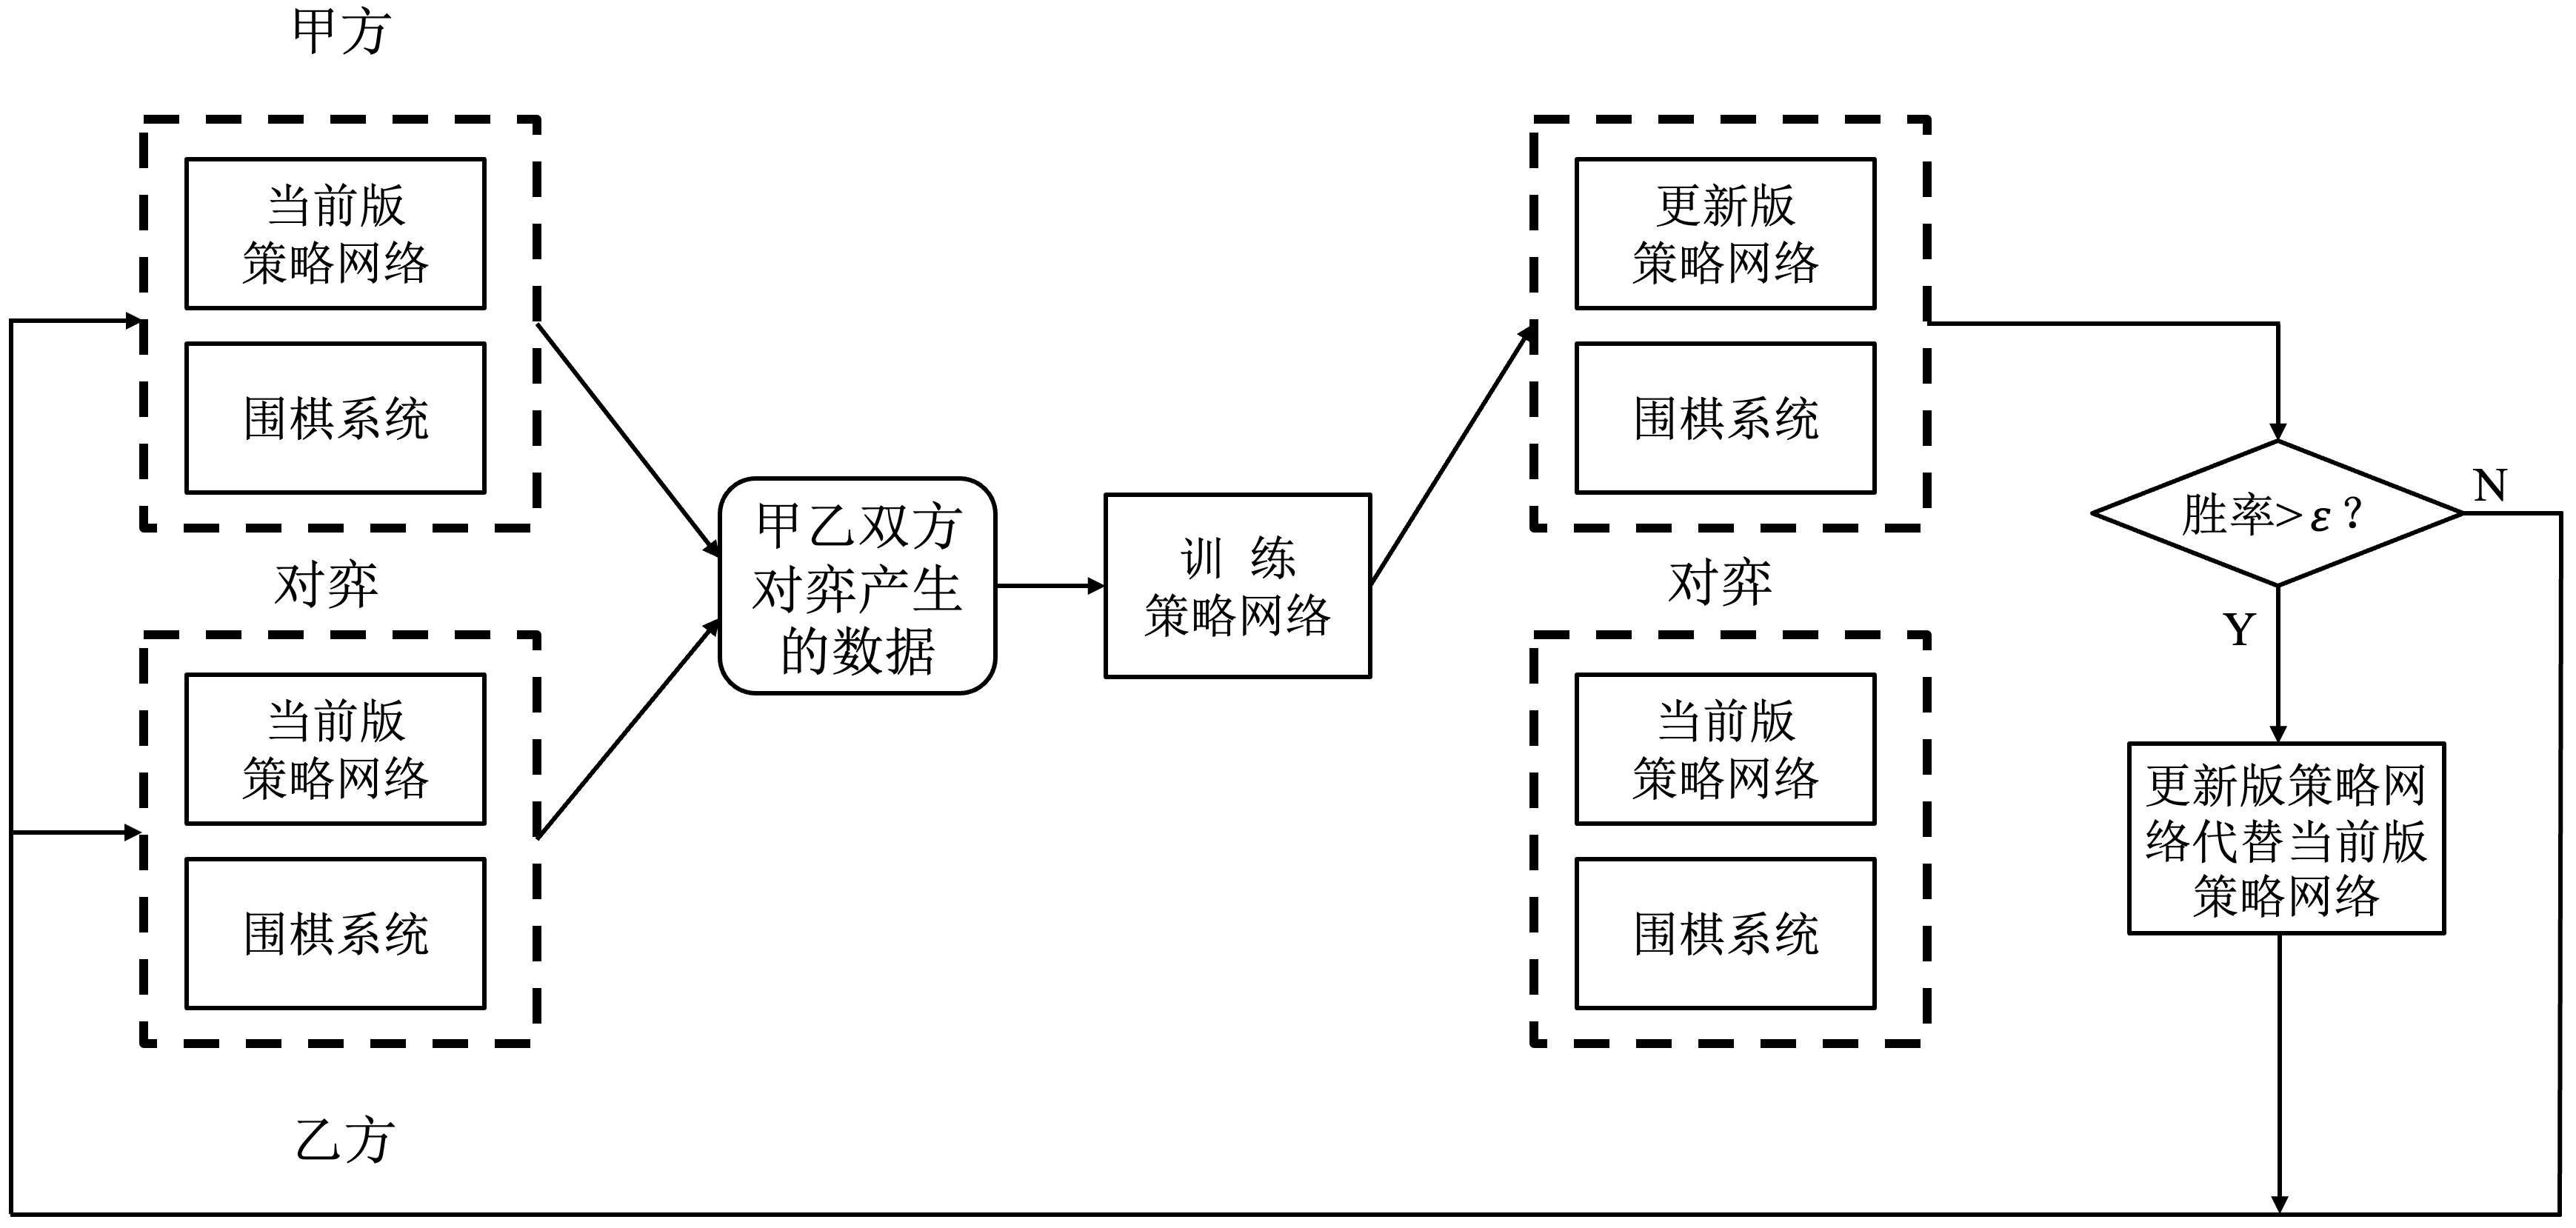 甲方
当前版
策略网络
围棋系统
对弈
当前版
策略网络
围棋系统
乙方
甲乙双方
对弈产生
的数据
训 练
策略网络
更新版
策略网络
围棋系统
对弈
当前版
策略网络
围棋系统
胜率>ε?
N
Y
更新版策略网
络代替当前版
策略网络